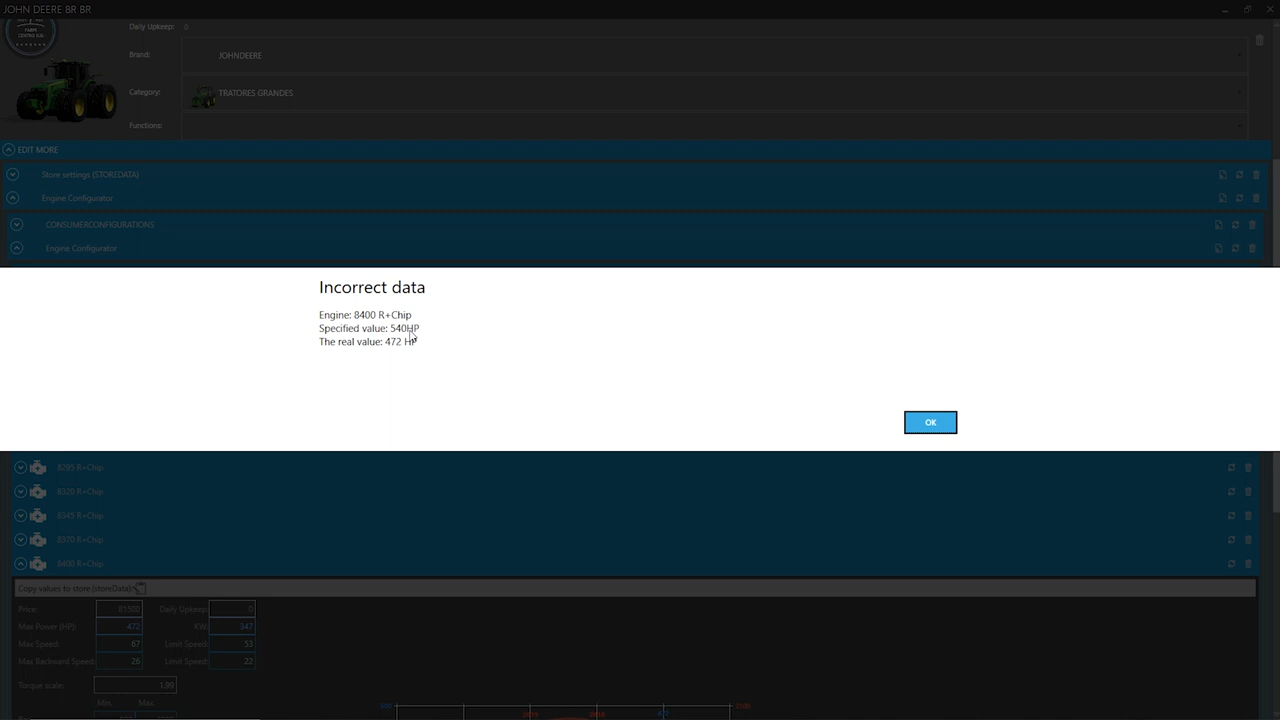 JOHN DEERE 8R BR
FARM
Daily Upkeep: 0
Brand: JOHNDEERE
Category: TRATORES GRANDES
Functions:
EDIT MORE
Store settings (STOREDATA)
Engine Configurator
CONSUMERCONFIGURATIONS
Engine Configurator
Incorrect data
Engine: 8400 R+Chip
Specified value: 540HP
The real value: 472 HP
OK
8295 R+Chip
8320 R+Chip
8345 R+Chip
8370 R+Chip
8400 R+Chip
Copy values to store (storeData)
Price: 81500 Daily Upkeep: 0
Max Power (HP): 472 KW: 347
Max Speed: 67 Limit Speed: 53
Max Backward Speed: 26 Limit Speed: 22
Torque scale: 1.99
Min. Max.